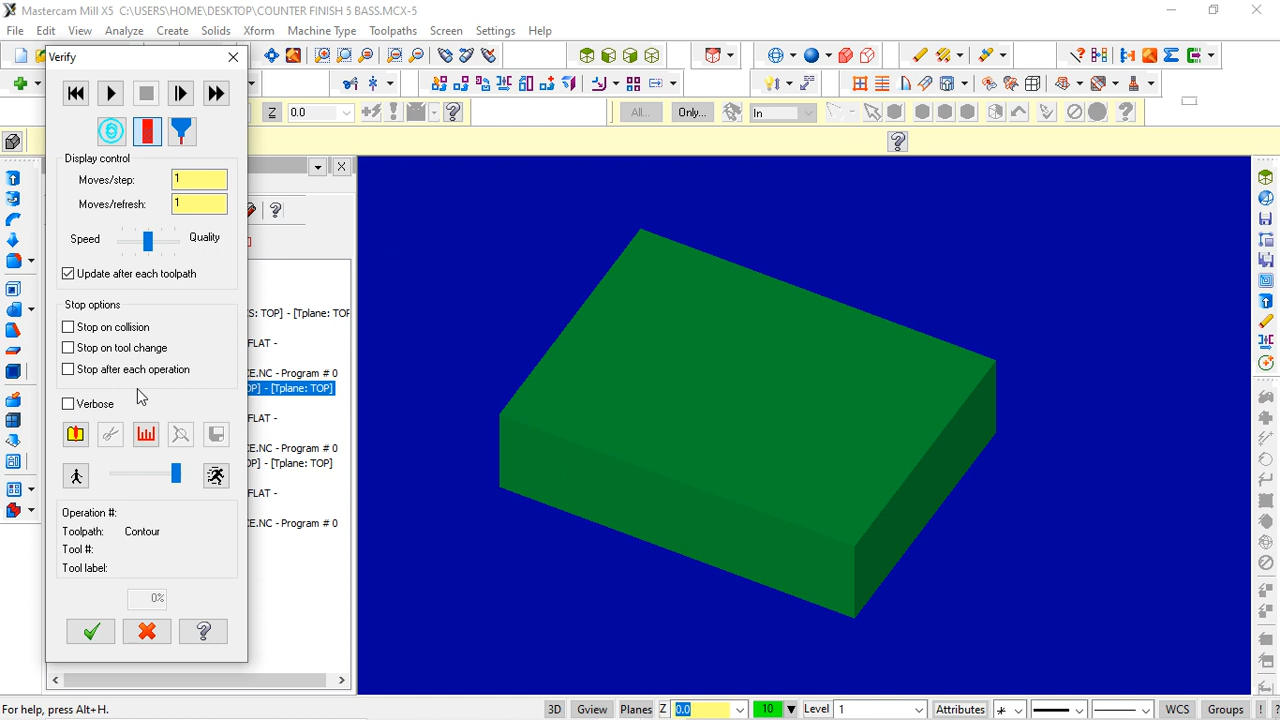 Mastercam Mill X5 C:\USERS\HOME\DESKTOP\COUNTER FINISH 5 BASS.MCX-5
File Edit View Analyze Create Solids Xform Machine Type Toolpaths Screen Settings Help
Verify
Z 0.0 All... Only... In
Display control
Moves/step: 1
Moves/refresh: 1
Speed Quality
Update after each toolpath
Stop options
Stop on collision
Stop on tool change
Stop after each operation
Verbose
Operation #:
Toolpath: Contour
Tool #:
Tool label:
0%
S: TOP] - [Tplane: TOP]
FLAT -
E.NC - Program # 0
OP] - [Tplane: TOP]
FLAT -
E.NC - Program # 0
P] - [Tplane: TOP]
FLAT -
E.NC - Program # 0
For help, press Alt+H. 3D Gview Planes Z 0.0 10 Level 1 Attributes WCS Groups ! ?